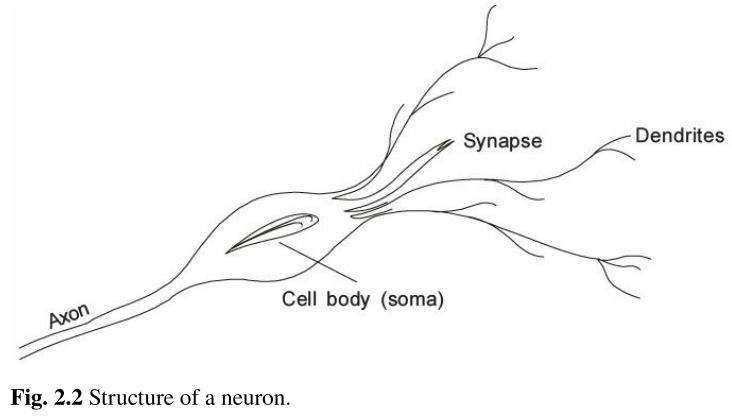 Synapse
Dendrites
Cell body (soma)
Axon
Fig. 2.2 Structure of a neuron.